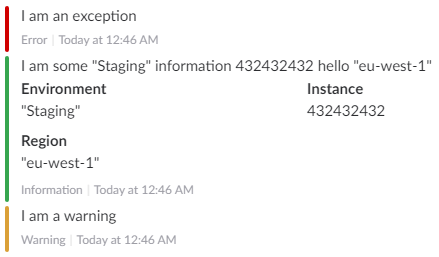 I am an exception
Error | Today at 12:46 AM
I am some "Staging" information 432432432 hello "eu-west-1"
Environment Instance
"Staging" 432432432
Region
"eu-west-1"
Information | Today at 12:46 AM
I am a warning
Warning | Today at 12:46 AM